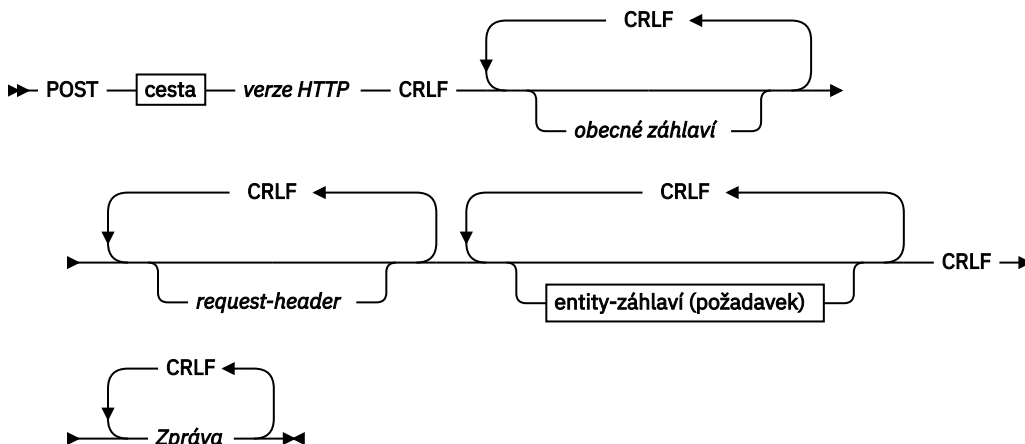 CRLF
POST cesta verze HTTP CRLF
obecné záhlaví
CRLF CRLF
CRLF
request-header entity-záhlaví (požadavek)
CRLF
Zpráva